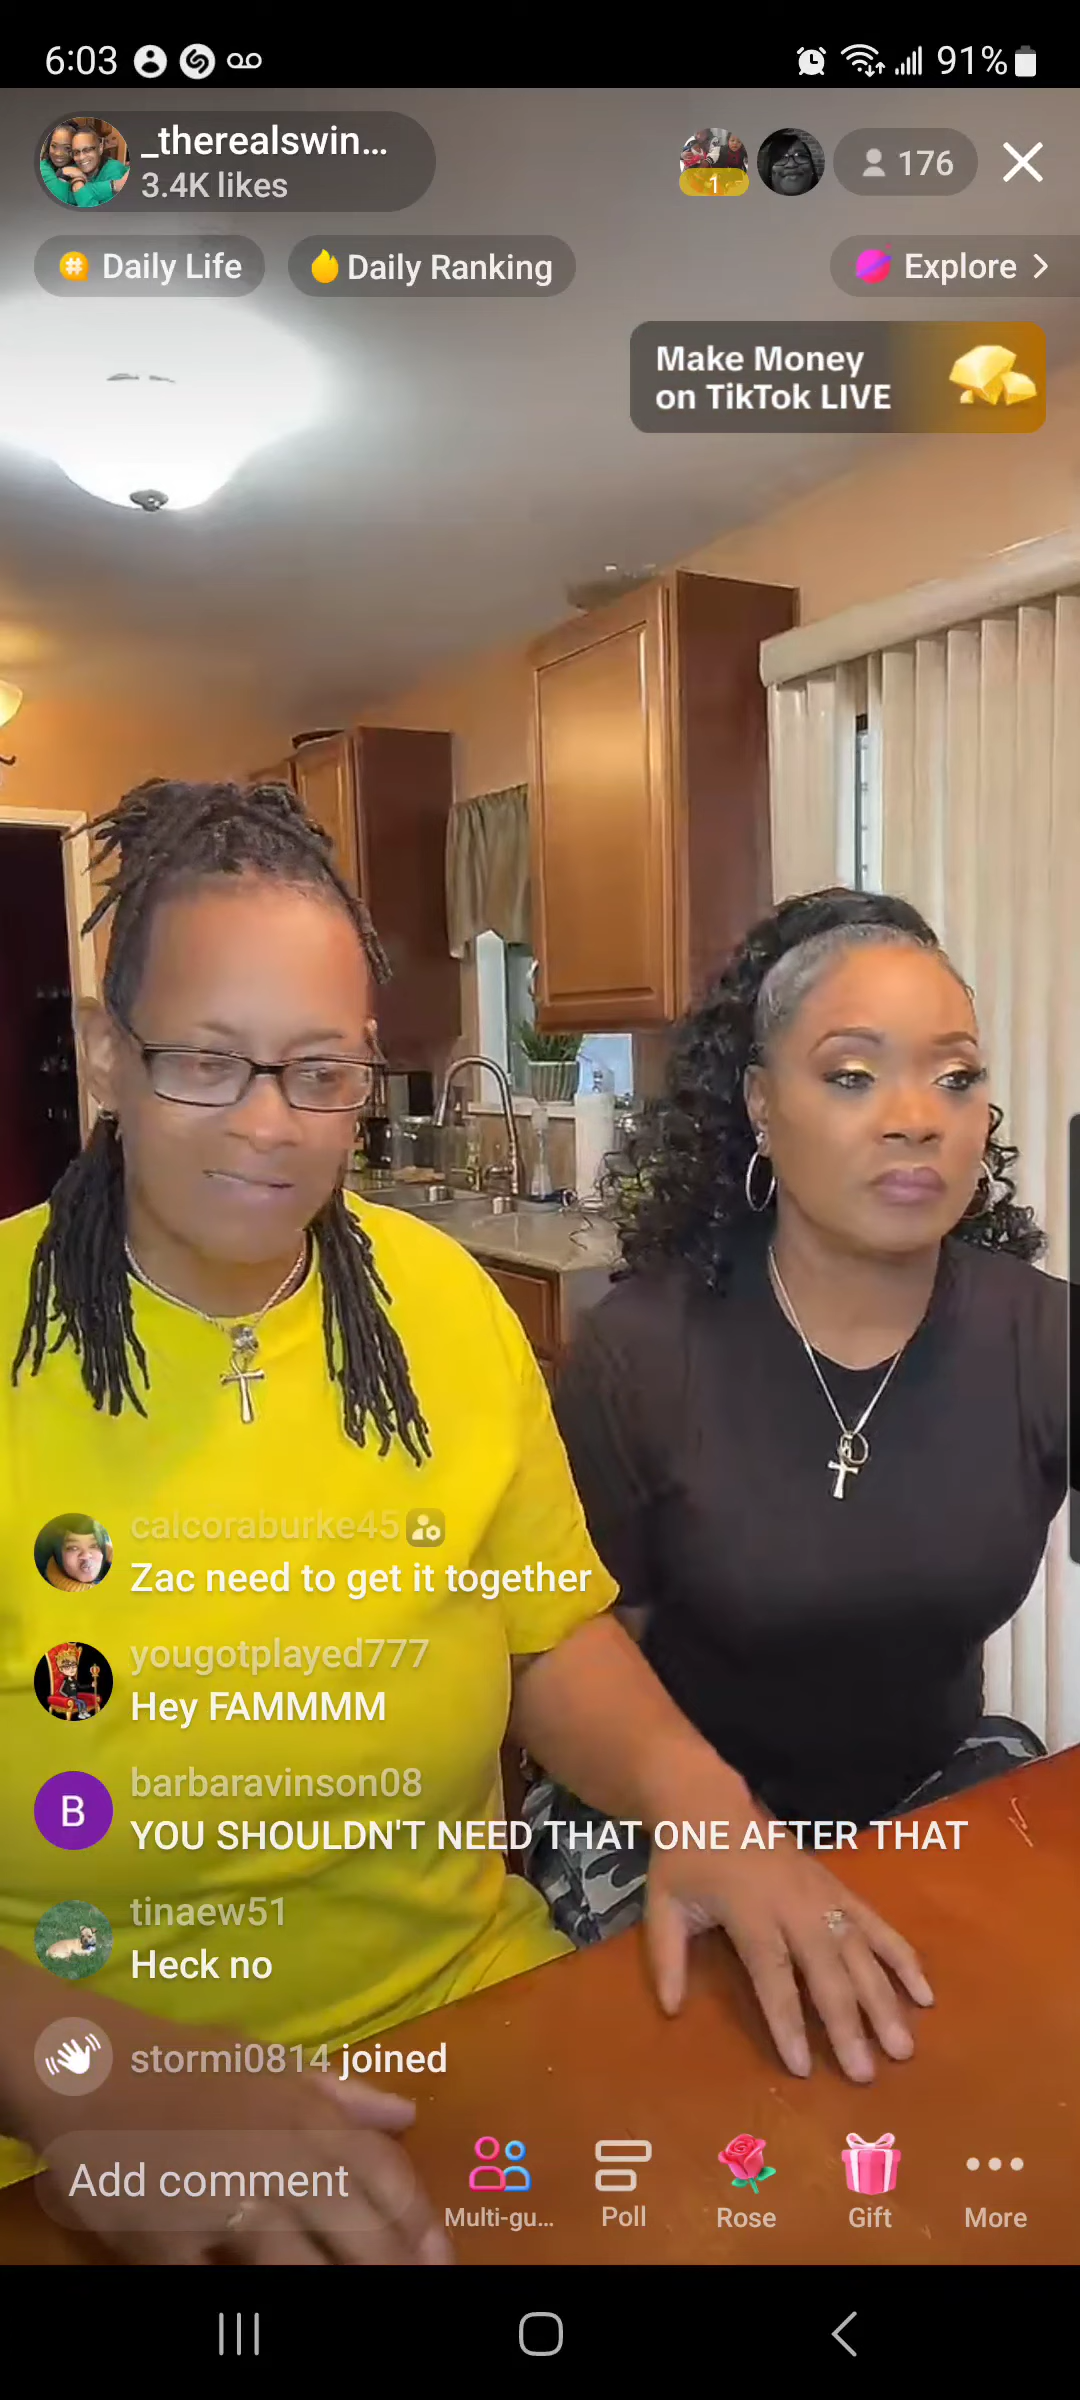 6:03
91%
_therealswin...
3.4K likes
1
176
Daily Life
Daily Ranking
Explore >
Make Money
on TikTok LIVE
calcoraburke45
Zac need to get it together
yougotplayed777
Hey FAMMMM
B
barbaravinson08
YOU SHOULDN'T NEED THAT ONE AFTER THAT
tinaew51
Heck no
stormi0814 joined
Add comment
Multi-gu...
Poll
Rose
Gift
More